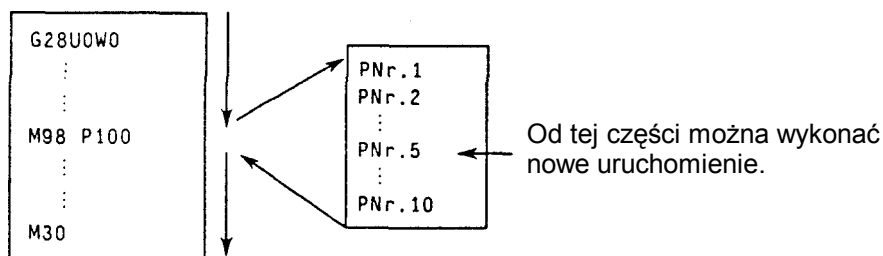 G28U0W0
⋮
⋮
M98 P100
⋮
⋮
M30
PNr.1
PNr.2
⋮
PNr.5
⋮
PNr.10
Od tej części można wykonać
nowe uruchomienie.